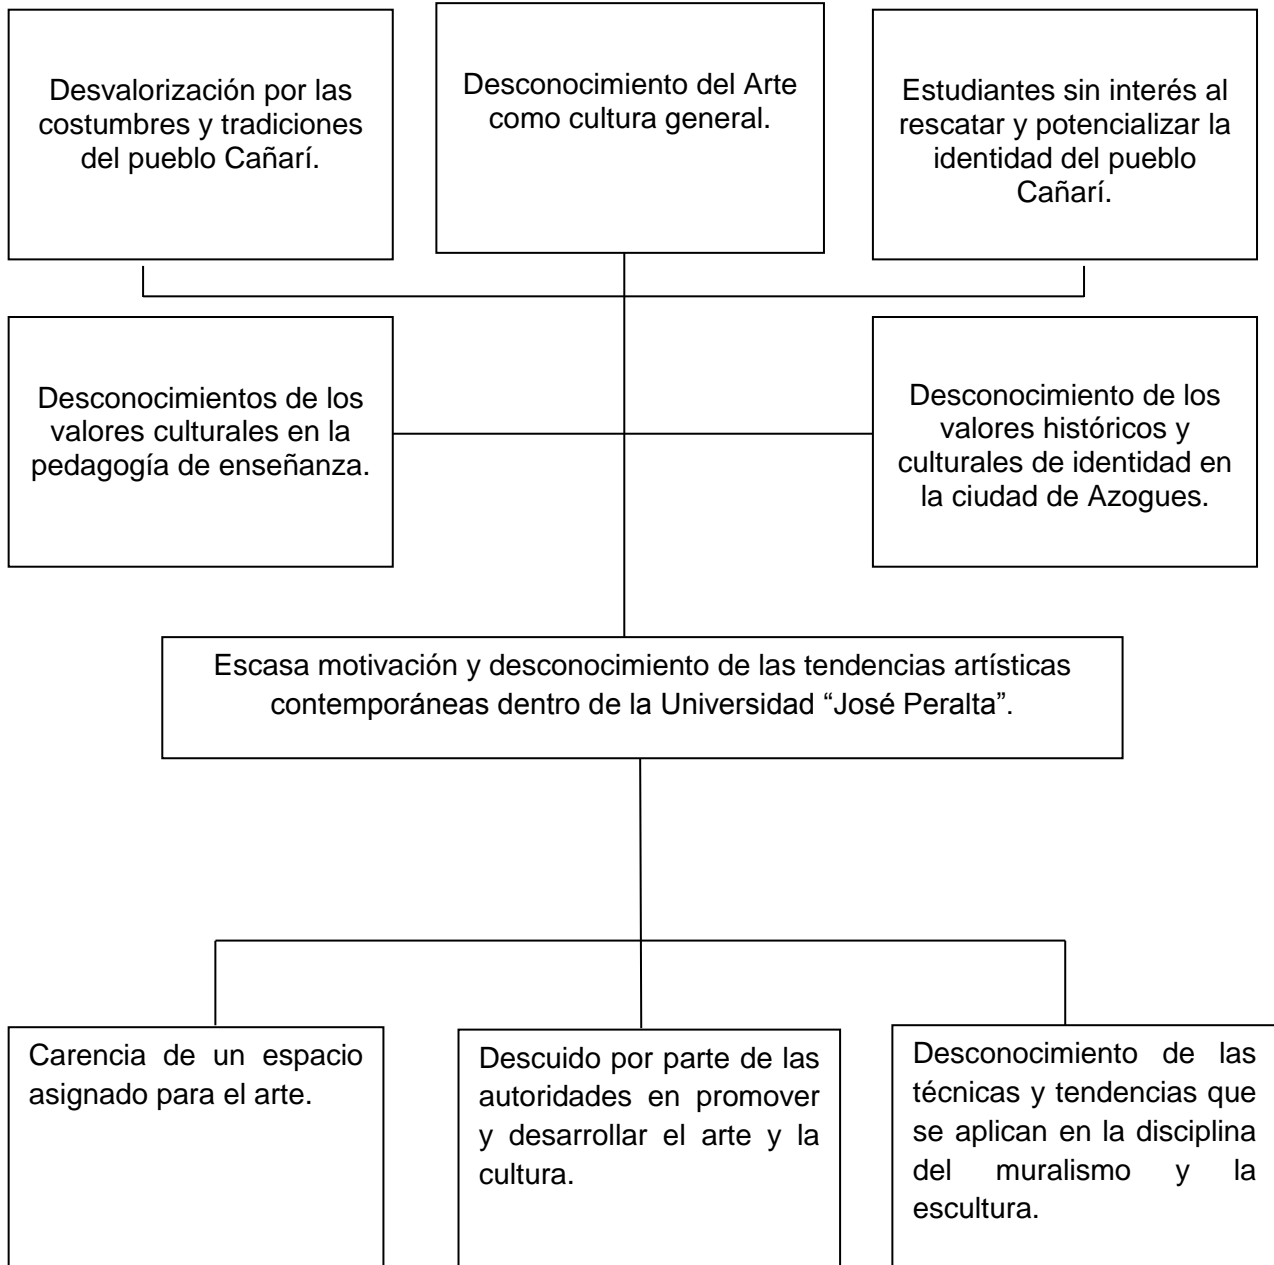 Desvalorización por las
costumbres y tradiciones
del pueblo Cañarí.
Desconocimiento del Arte
como cultura general.
Estudiantes sin interés al
rescatar y potencializar la
identidad del pueblo
Cañarí.
Desconocimientos de los
valores culturales en la
pedagogía de enseñanza.
Desconocimiento de los
valores históricos y
culturales de identidad en
la ciudad de Azogues.
Escasa motivación y desconocimiento de las tendencias artísticas
contemporáneas dentro de la Universidad “José Peralta”.
Carencia de un espacio
asignado para el arte.
Descuido por parte de las
autoridades en promover
y desarrollar el arte y la
cultura.
Desconocimiento de las
técnicas y tendencias que
se aplican en la disciplina
del muralismo y la
escultura.